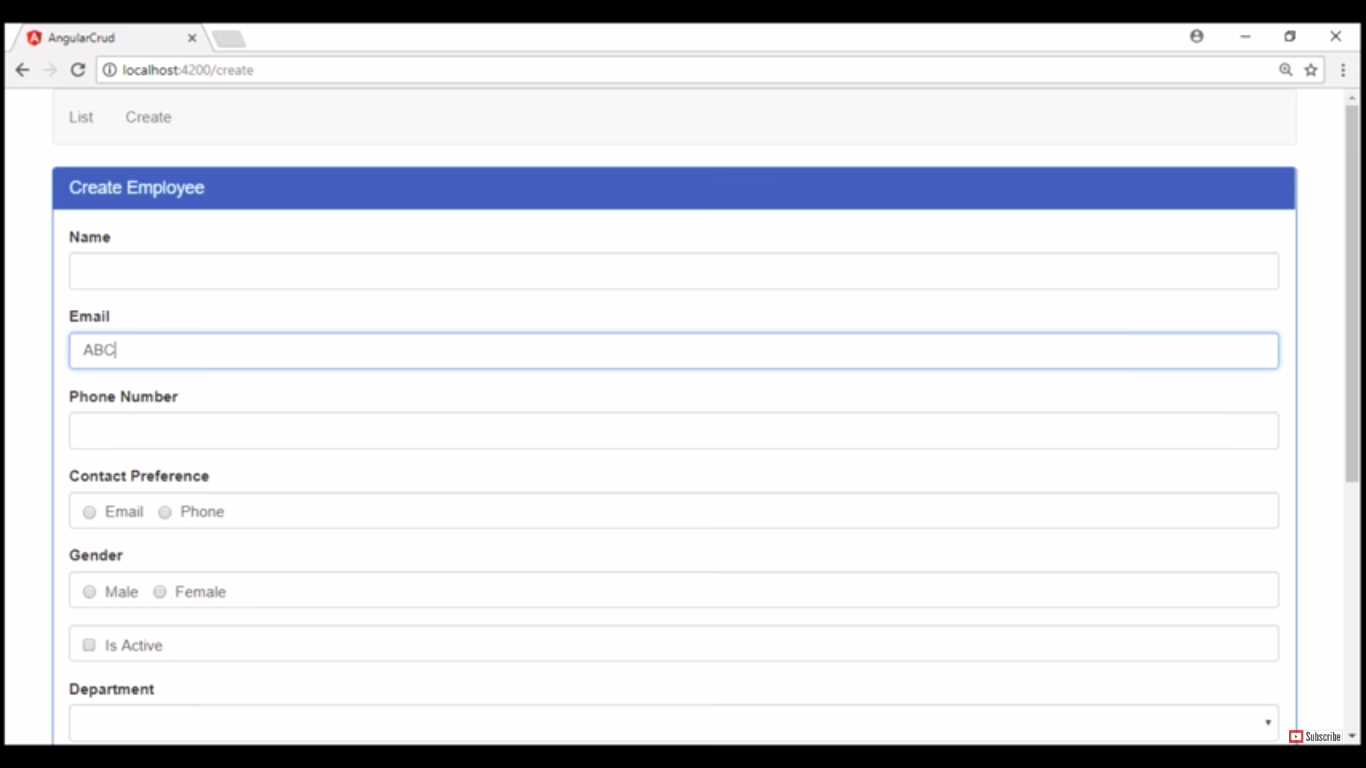 AngularCrud
localhost:4200/create
List Create
Create Employee
Name
Email
ABC
Phone Number
Contact Preference
Email Phone
Gender
Male Female
Is Active
Department
Subscribe